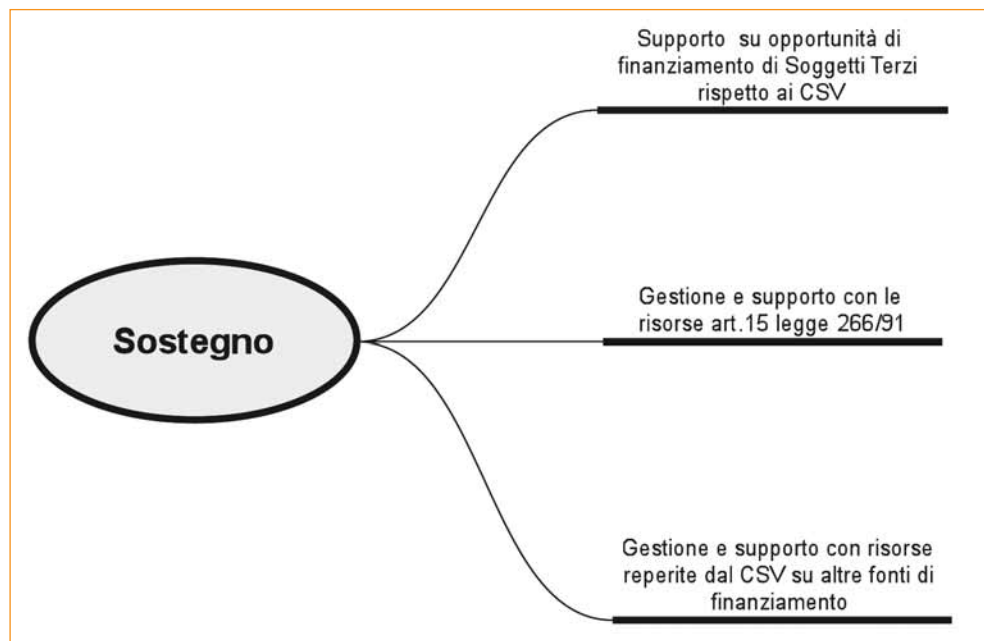 Supporto su opportunità di
finanziamento di Soggetti Terzi
rispetto ai CSV
Sostegno
Gestione e supporto con le
risorse art.15 legge 266/91
Gestione e supporto con risorse
reperite dal CSV su altre fonti di
finanziamento